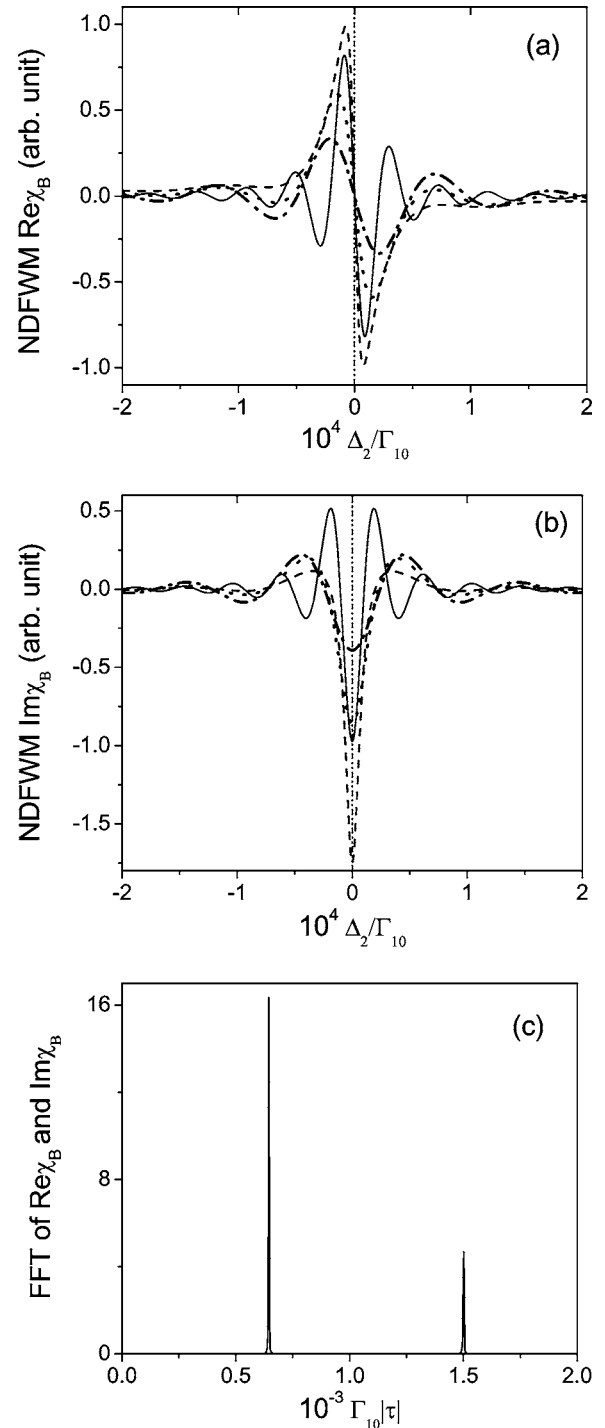 (a)
NDFWM Reχ_B (arb. unit)
1.0
0.5
0.0
-0.5
-1.0
-2 -1 0 1 2
10^4 Δ_2/Γ_10
(b)
NDFWM Imχ_B (arb. unit)
0.5
0.0
-0.5
-1.0
-1.5
-2 -1 0 1 2
10^4 Δ_2/Γ_10
(c)
FFT of Reχ_B and Imχ_B
16
8
0
0.0 0.5 1.0 1.5 2.0
10^-3 Γ_10|τ|